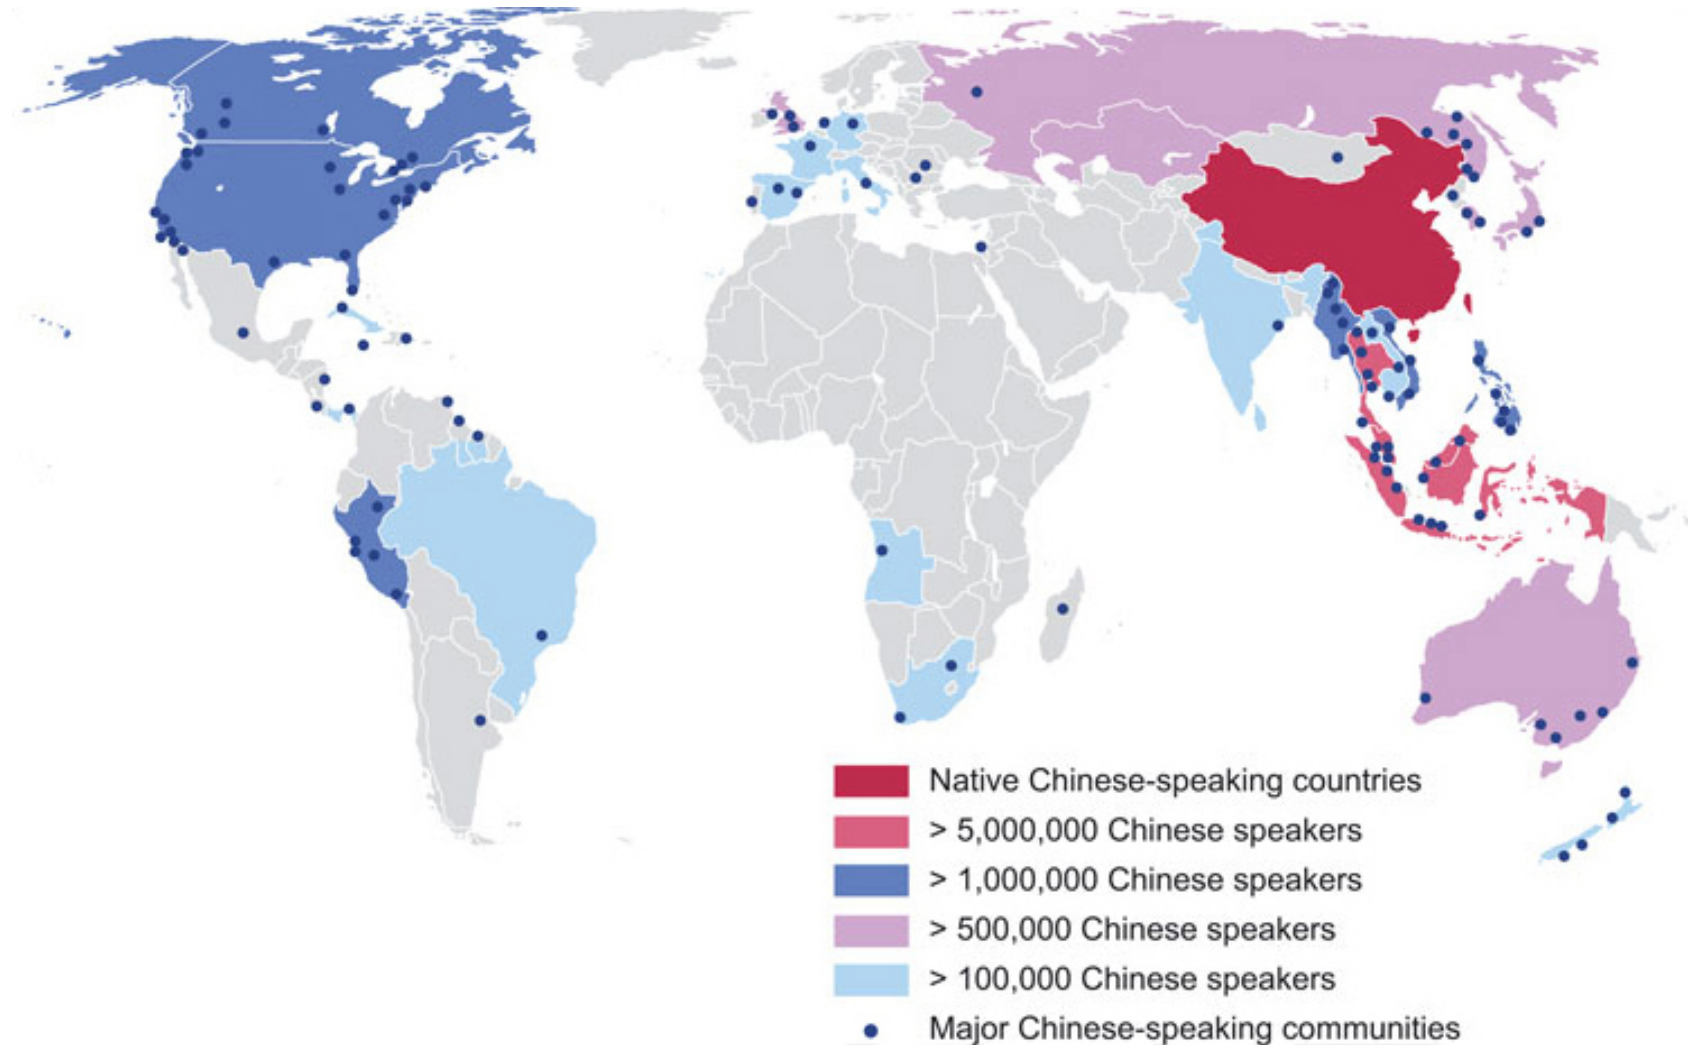 Native Chinese-speaking countries
> 5,000,000 Chinese speakers
> 1,000,000 Chinese speakers
> 500,000 Chinese speakers
> 100,000 Chinese speakers
Major Chinese-speaking communities